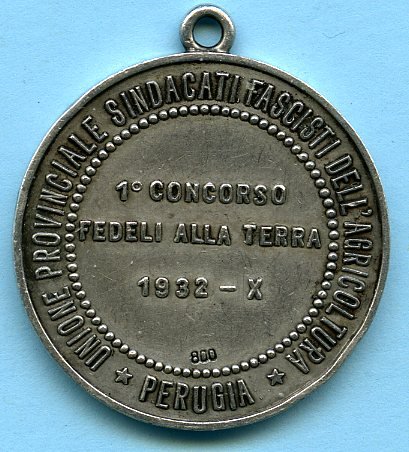 UNIONE PROVINCIALE SINDACATI FASCISTI DELL'AGRICOLTURA
★ PERUGIA ★
1° CONCORSO
FEDELI ALLA TERRA
1932 - X
800